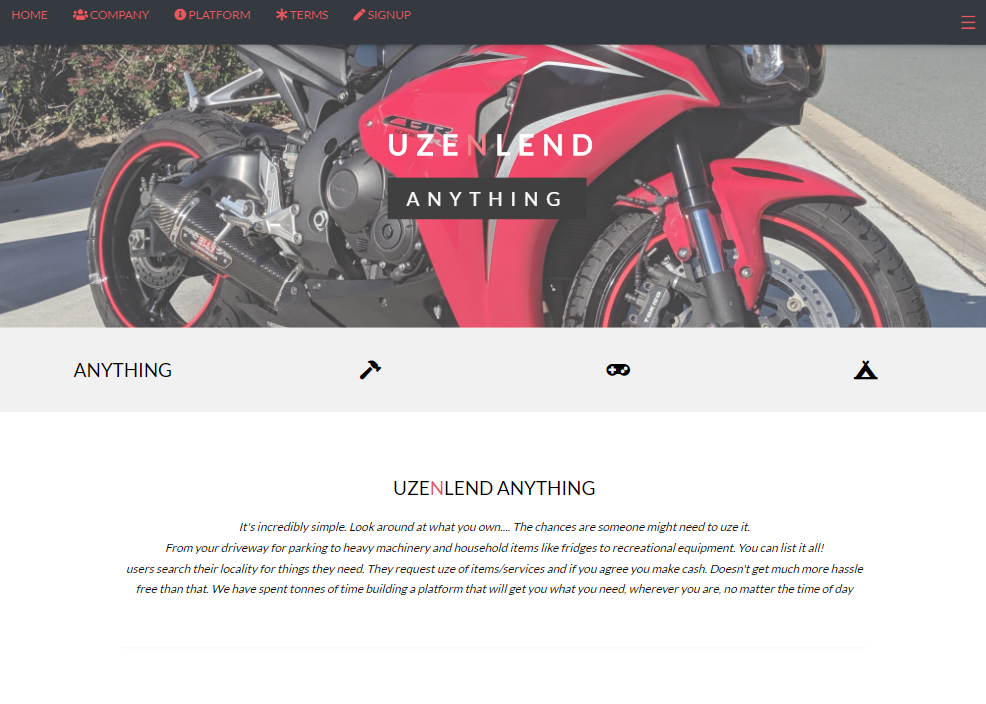 HOME COMPANY PLATFORM TERMS SIGNUP
CBR
UZENLEND
ANYTHING
ANYTHING
UZENLEND ANYTHING
It's incredibly simple. Look around at what you own.... The chances are someone might need to uze it.
From your driveway for parking to heavy machinery and household items like fridges to recreational equipment. You can list it all!
users search their locality for things they need. They request uze of items/services and if you agree you make cash. Doesn't get much more hassle
free than that. We have spent tonnes of time building a platform that will get you what you need, wherever you are, no matter the time of day